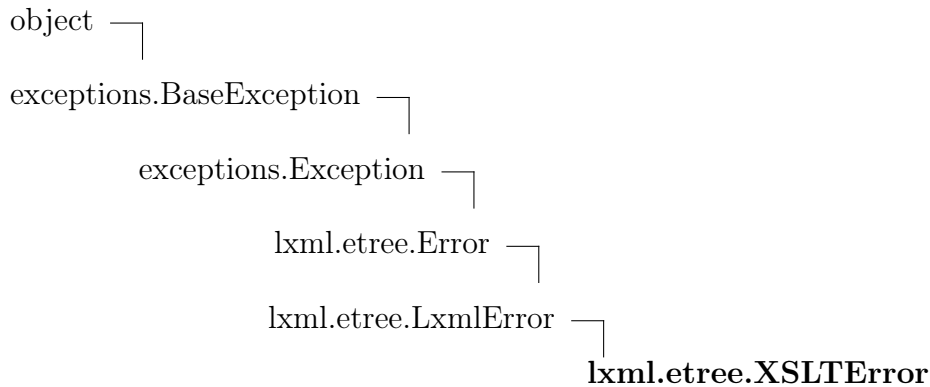 object
exceptions.BaseException
exceptions.Exception
lxml.etree.Error
lxml.etree.LxmlError
lxml.etree.XSLTError